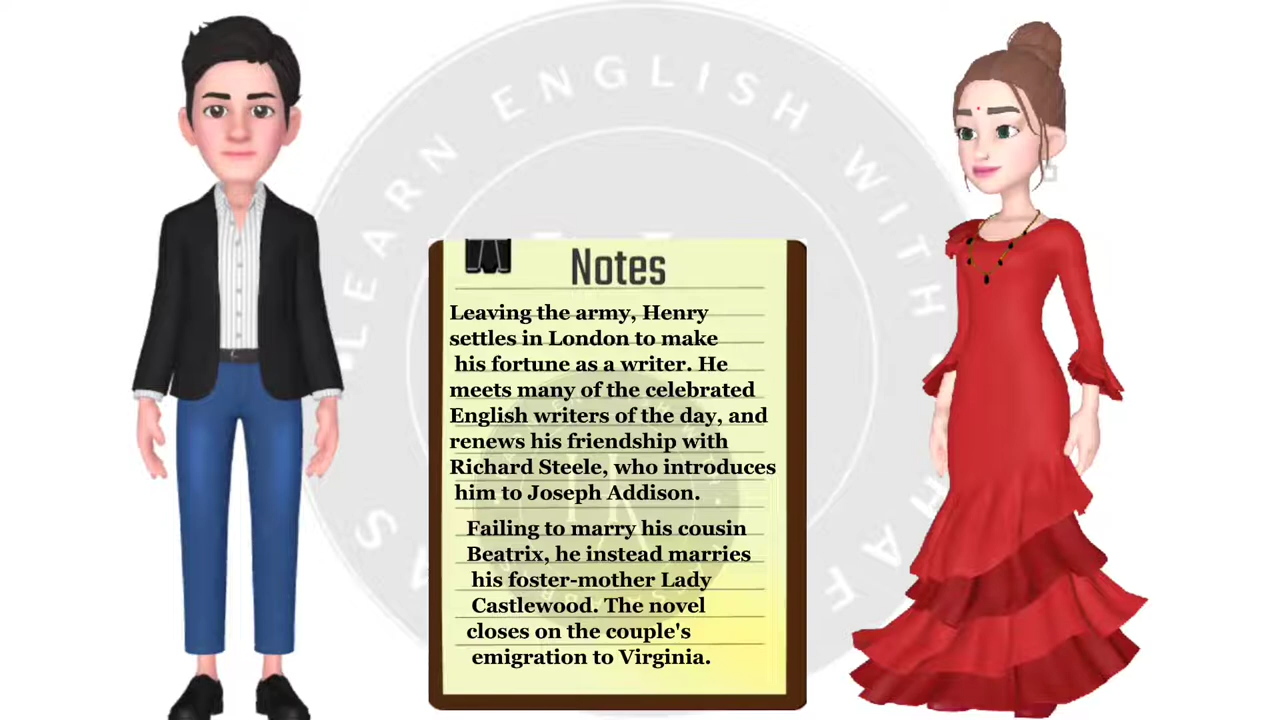 LEARN ENGLISH WITH
Notes
Leaving the army, Henry
settles in London to make
his fortune as a writer. He
meets many of the celebrated
English writers of the day, and
renews his friendship with
Richard Steele, who introduces
him to Joseph Addison.
Failing to marry his cousin
Beatrix, he instead marries
his foster-mother Lady
Castlewood. The novel
closes on the couple's
emigration to Virginia.